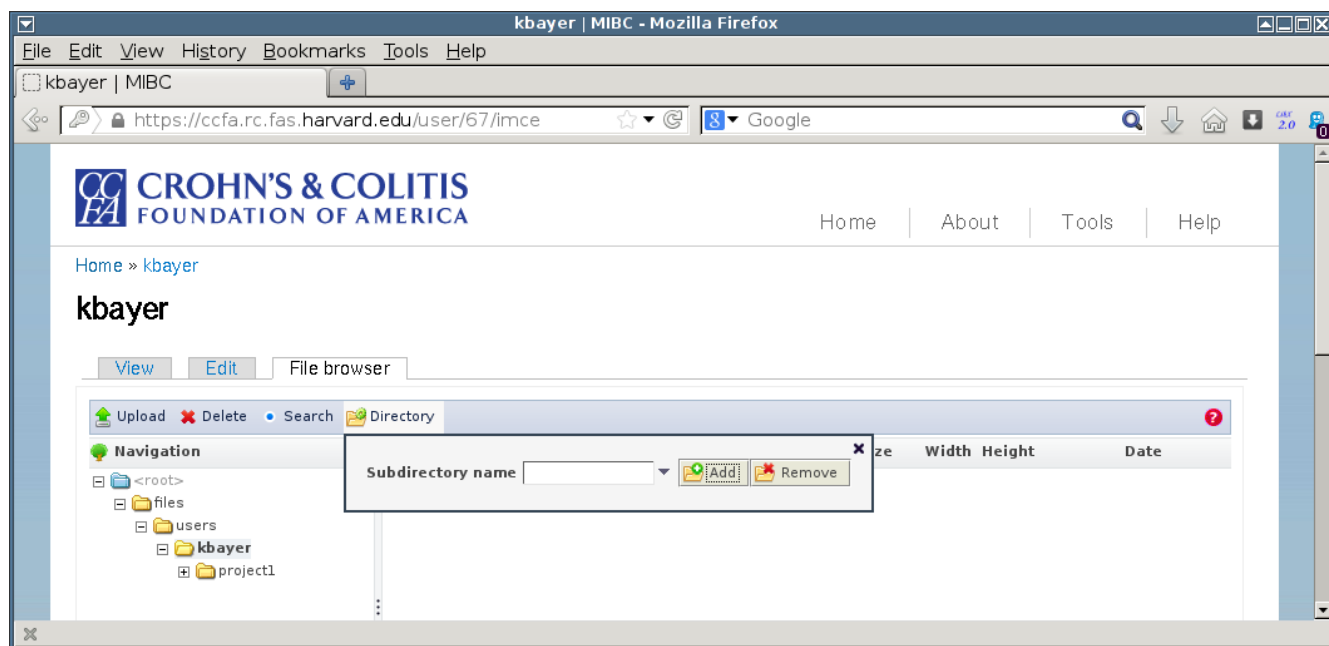 kbayer | MIBC - Mozilla Firefox
File Edit View History Bookmarks Tools Help
kbayer | MIBC
https://ccfa.rc.fas.harvard.edu/user/67/imce
8 Google
CCFA
CROHN'S & COLITIS
FOUNDATION OF AMERICA
Home About Tools Help
Home » kbayer
kbayer
View Edit File browser
Upload Delete Search Directory
Navigation
ze Width Height Date
Subdirectory name Add Remove
<root>
files
users
kbayer
project1
0